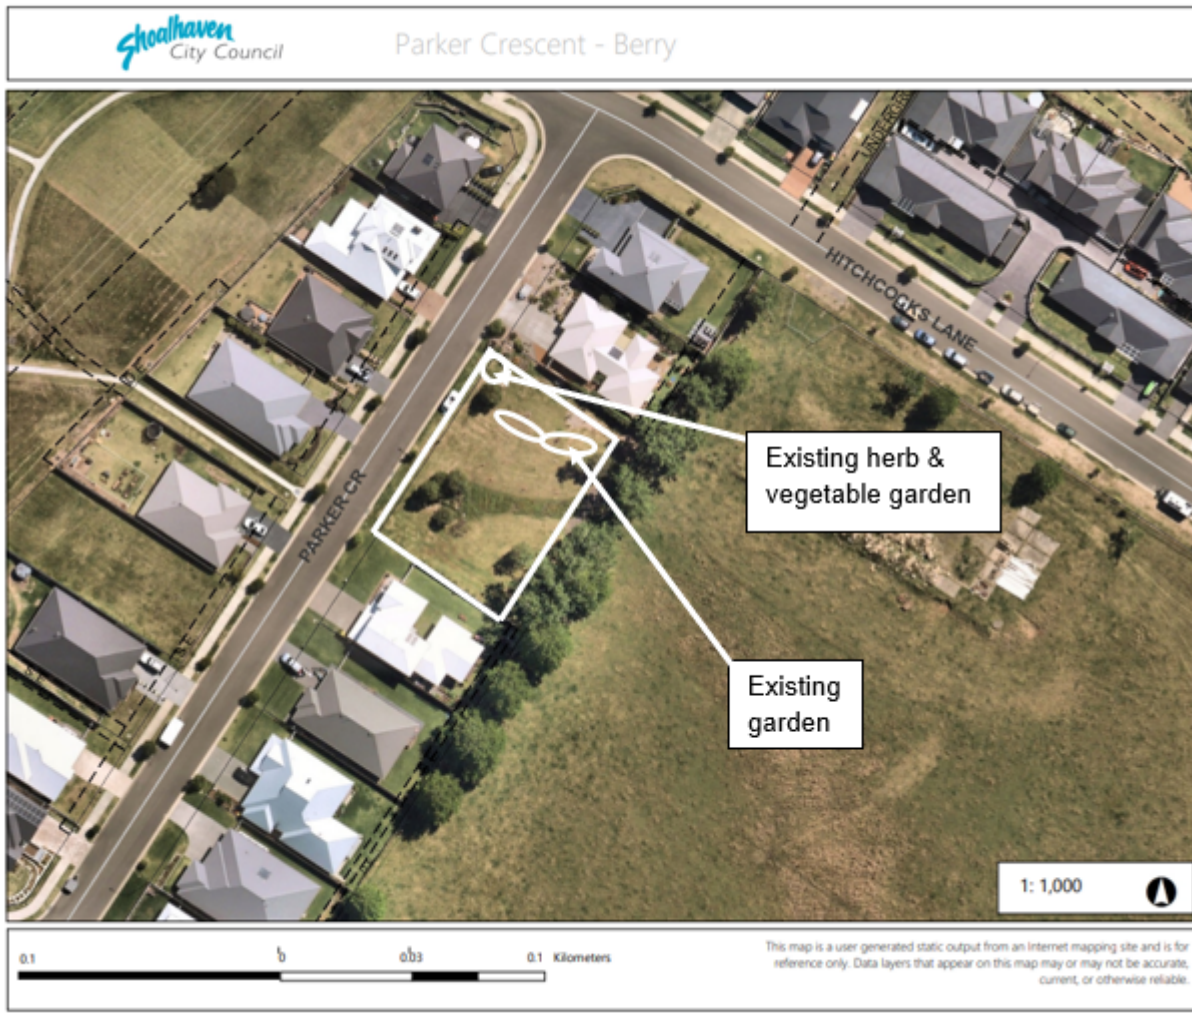 Shoalhaven
City Council
Parker Crescent - Berry
HITCHCOCKS LANE
PARKER CR
Existing herb &
vegetable garden
Existing
garden
1: 1,000
0.1 0 0.03 0.1 Kilometers
This map is a user generated static output from an Internet mapping site and is for
reference only. Data layers that appear on this map may or may not be accurate,
current, or otherwise reliable.